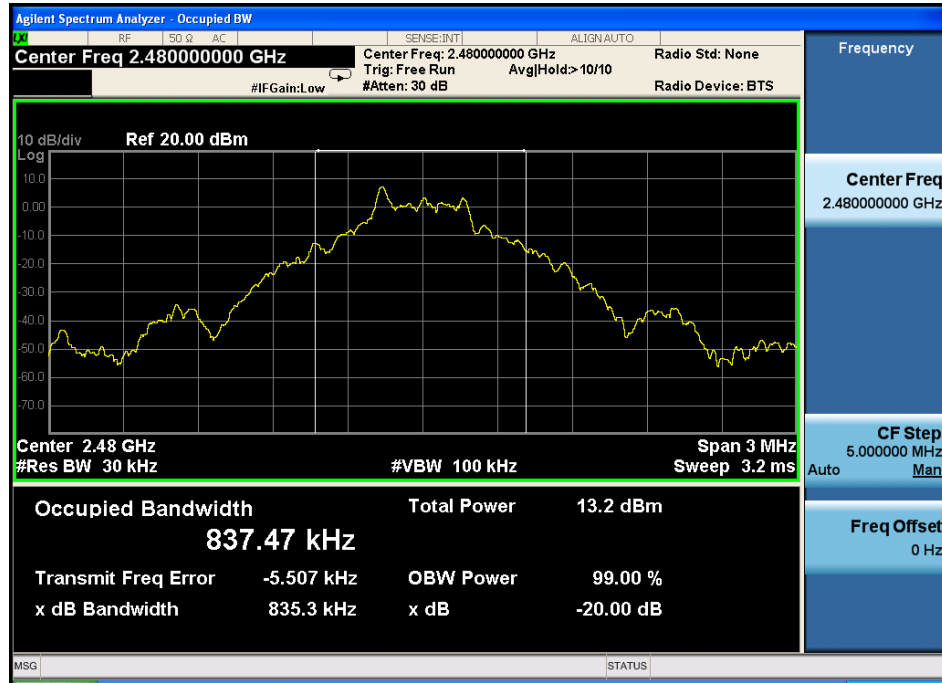 Agilent Spectrum Analyzer - Occupied BW
LXI RF 50 Ω AC SENSE:INT ALIGN AUTO
Center Freq 2.480000000 GHz
Center Freq: 2.480000000 GHz Radio Std: None
Trig: Free Run Avg|Hold:> 10/10
#IFGain:Low #Atten: 30 dB Radio Device: BTS
10 dB/div Ref 20.00 dBm
Log
10.0
0.00
-10.0
-20.0
-30.0
-40.0
-50.0
-60.0
-70.0
Center 2.48 GHz Span 3 MHz
#Res BW 30 kHz #VBW 100 kHz Sweep 3.2 ms
Occupied Bandwidth Total Power 13.2 dBm
837.47 kHz
Transmit Freq Error -5.507 kHz OBW Power 99.00 %
x dB Bandwidth 835.3 kHz x dB -20.00 dB
MSG STATUS
Frequency
Center Freq
2.480000000 GHz
CF Step
5.000000 MHz
Auto Man
Freq Offset
0 Hz